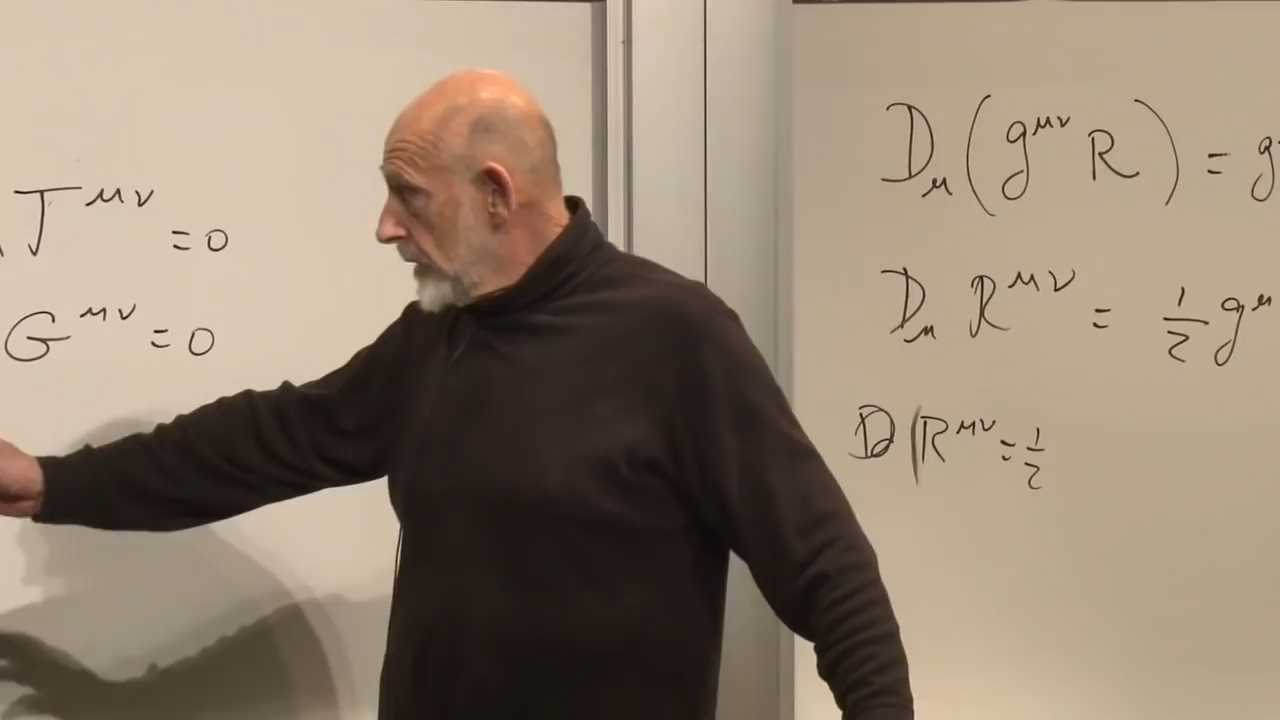 T^{μν} = 0
G^{μν} = 0
D_μ (g^{μν} R) = g
D_μ R^{μν} = 1/2 g^μ
D (R^{μν} = 1/2